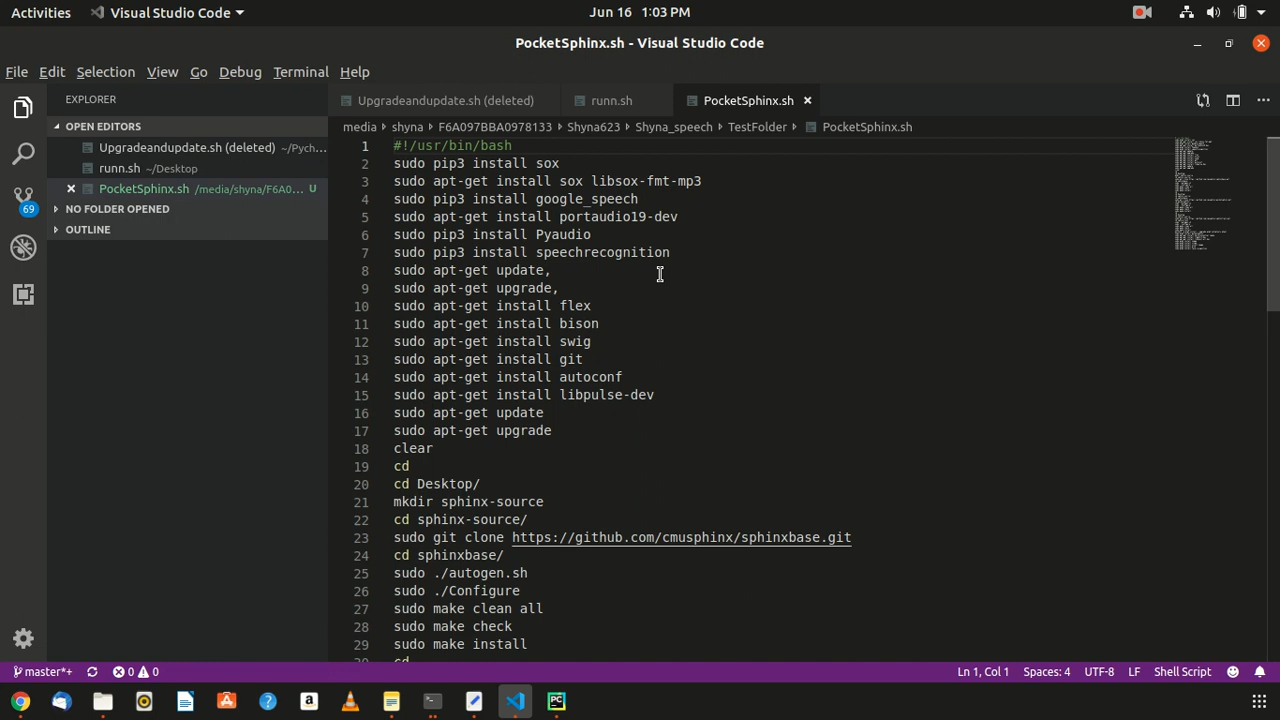 Activities
Visual Studio Code
Jun 16 1:03 PM
PocketSphinx.sh - Visual Studio Code
File Edit Selection View Go Debug Terminal Help
EXPLORER
Upgradeandupdate.sh (deleted)
runn.sh
PocketSphinx.sh
media shyna F6A097BBA0978133 Shyna623 Shyna_speech TestFolder PocketSphinx.sh
OPEN EDITORS
Upgradeandupdate.sh (deleted) ~/Pych...
runn.sh ~/Desktop
PocketSphinx.sh /media/shyna/F6A0... U
NO FOLDER OPENED
OUTLINE
69
1 #!/usr/bin/bash
2 sudo pip3 install sox
3 sudo apt-get install sox libsox-fmt-mp3
4 sudo pip3 install google_speech
5 sudo apt-get install portaudio19-dev
6 sudo pip3 install Pyaudio
7 sudo pip3 install speechrecognition
8 sudo apt-get update,
9 sudo apt-get upgrade,
10 sudo apt-get install flex
11 sudo apt-get install bison
12 sudo apt-get install swig
13 sudo apt-get install git
14 sudo apt-get install autoconf
15 sudo apt-get install libpulse-dev
16 sudo apt-get update
17 sudo apt-get upgrade
18 clear
19 cd
20 cd Desktop/
21 mkdir sphinx-source
22 cd sphinx-source/
23 sudo git clone https://github.com/cmusphinx/sphinxbase.git
24 cd sphinxbase/
25 sudo ./autogen.sh
26 sudo ./Configure
27 sudo make clean all
28 sudo make check
29 sudo make install
30 cd
master*+ 0 0
Ln 1, Col 1 Spaces: 4 UTF-8 LF Shell Script